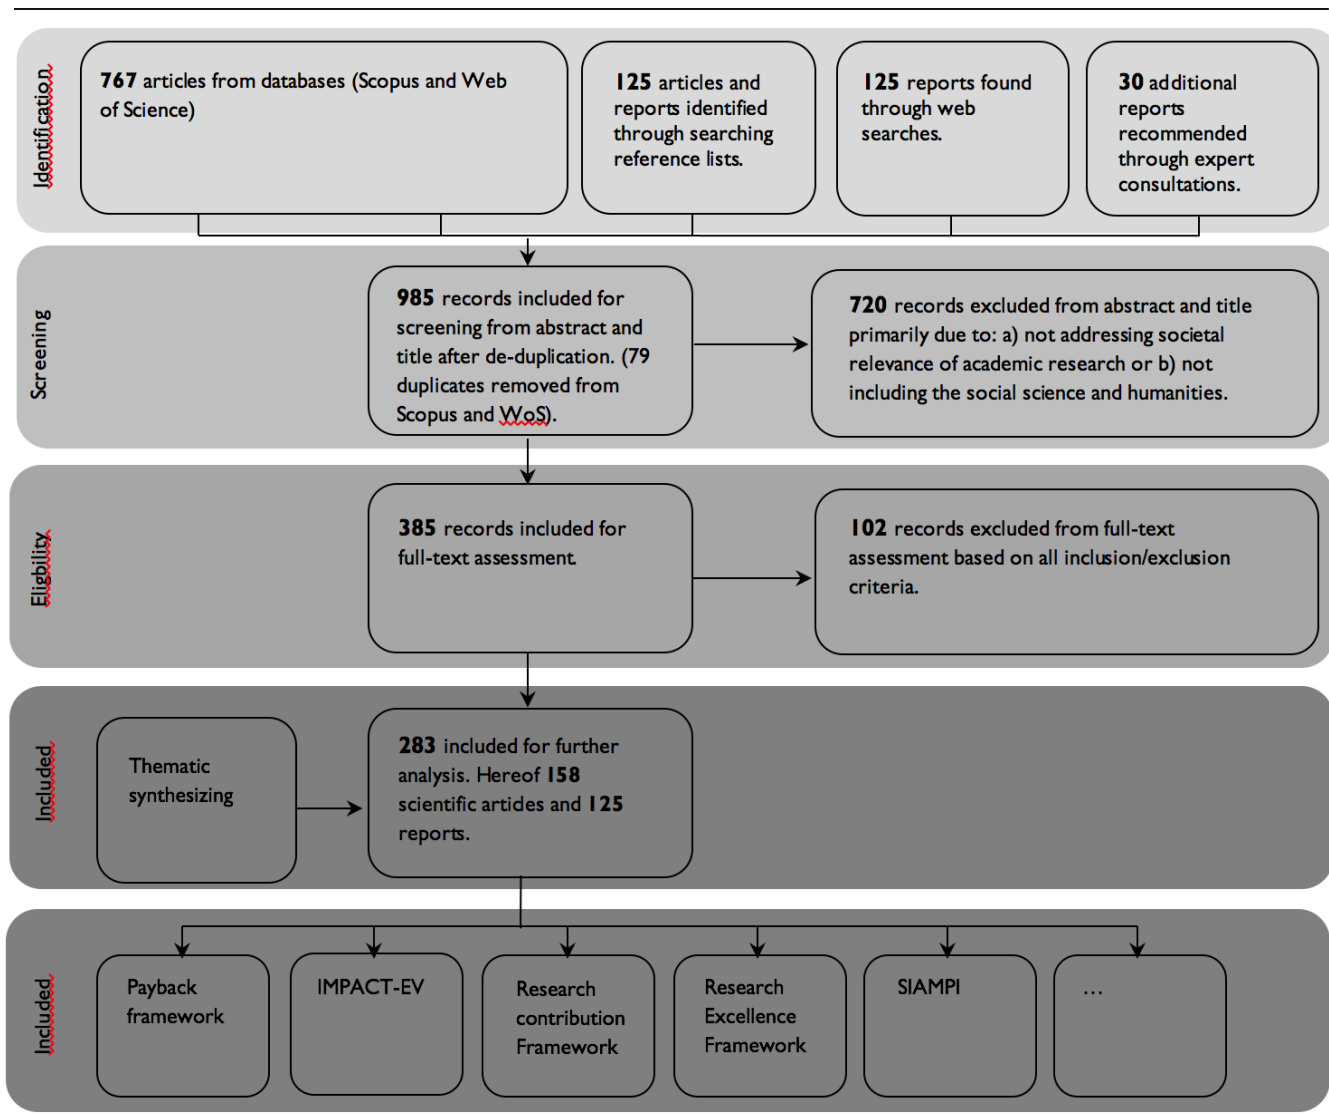 Identification
767 articles from databases (Scopus and Web
of Science)
125 articles and
reports identified
through searching
reference lists.
125 reports found
through web
searches.
30 additional
reports
recommended
through expert
consultations.
Screening
985 records included for
screening from abstract and
title after de-duplication. (79
duplicates removed from
Scopus and WoS).
720 records excluded from abstract and title
primarily due to: a) not addressing societal
relevance of academic research or b) not
including the social science and humanities.
Eligbility
385 records included for
full-text assessment.
102 records excluded from full-text
assessment based on all inclusion/exclusion
criteria.
Included
Thematic
synthesizing
283 included for further
analysis. Hereof 158
scientific articles and 125
reports.
Included
Payback
framework
IMPACT-EV
Research
contribution
Framework
Research
Excellence
Framework
SIAMPI
…